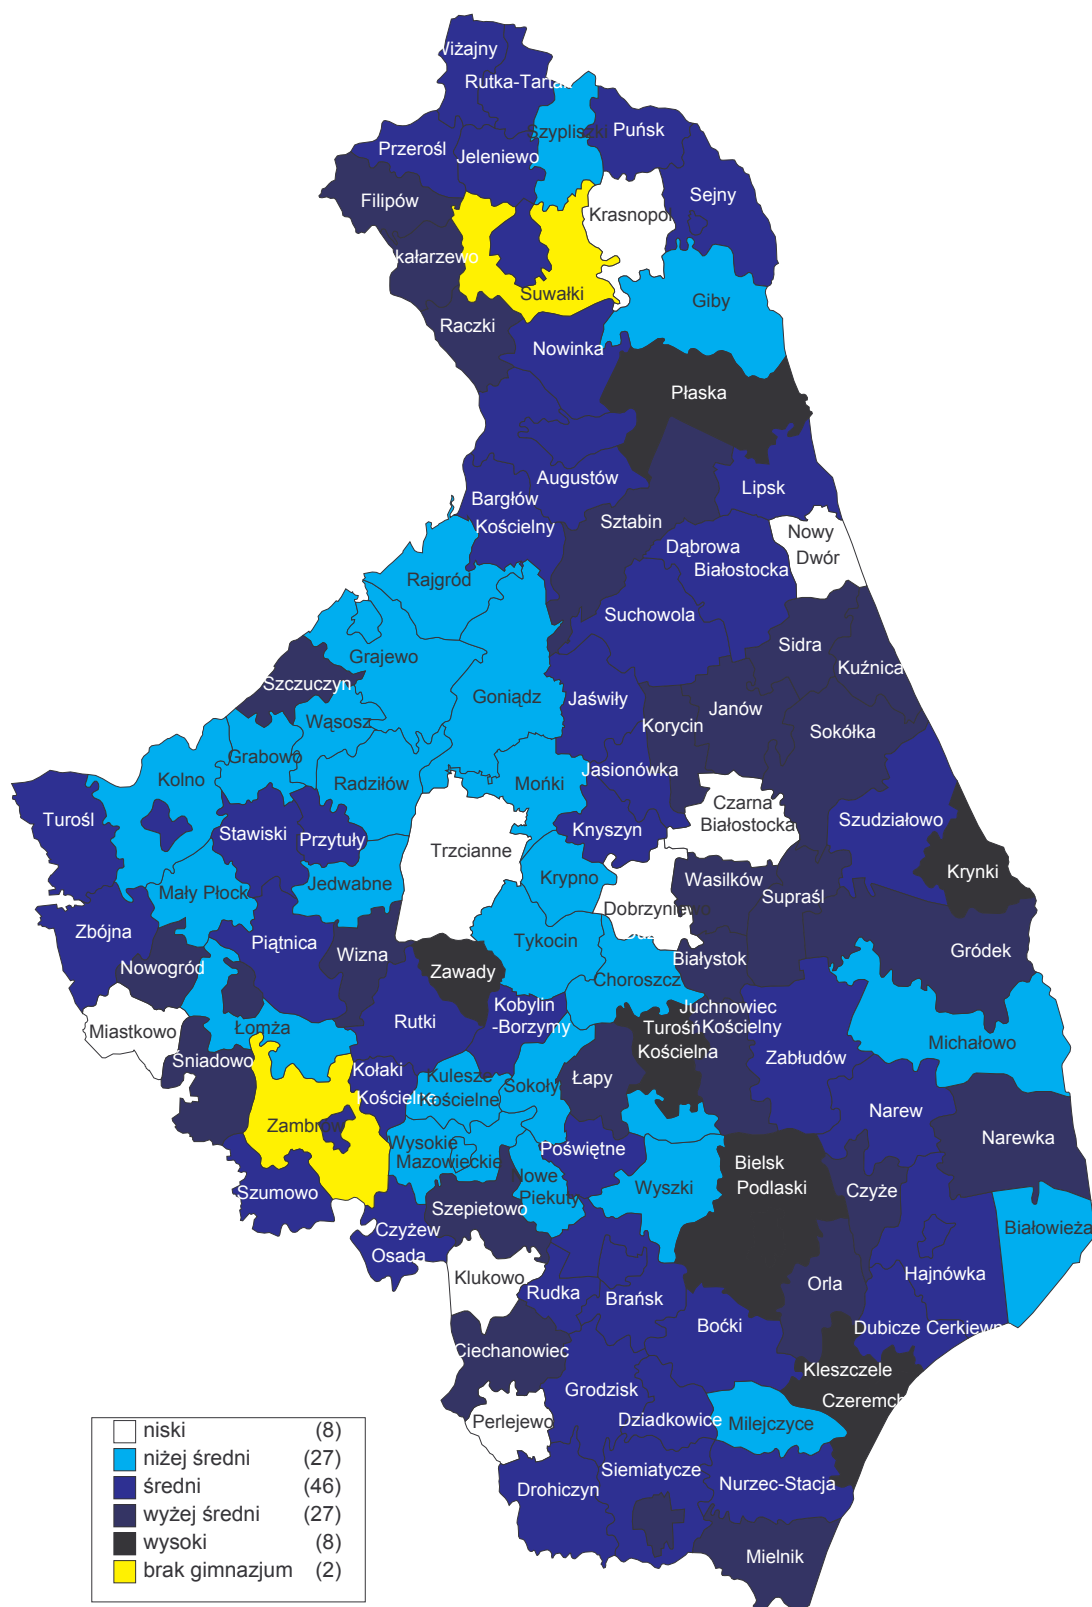 Wiżajny
Rutka-Tartak
Szypliszki
Puńsk
Przerośl
Jeleniewo
Sejny
Filipów
Krasnopol
kałarzewo
Suwałki
Giby
Raczki
Nowinka
Płaska
Augustów
Lipsk
Bargłów
Kościelny
Sztabin
Nowy
Dwór
Dąbrowa
Białostocka
Rajgród
Suchowola
Sidra
Kuźnica
Grajewo
Szczuczyn
Goniądz
Jaświły
Janów
Korycin
Sokółka
Wąsosz
Grabowo
Kolno
Radziłów
Mońki
Jasionówka
Czarna
Białostocka
Turośl
Stawiski
Przytuły
Knyszyn
Szudziałowo
Trzcianne
Krynki
Jedwabne
Mały Płock
Krypno
Wasilków
Supraśl
Dobrzyniewo
Zbójna
Piątnica
Tykocin
Nowogród
Wizna
Zawady
Białystok
Gródek
Choroszcz
Miastkowo
Łomża
Rutki
Kobylin
-Borzymy
Juchnowiec
Kościelny
Turośń
Kościelna
Michałowo
Śniadowo
Kołaki
Kościelne
Kulesze
Kościelne
Sokoły
Łapy
Zabłudów
Zambrów
Narew
Narewka
Wysokie
Mazowieckie
Poświętne
Bielsk
Podlaski
Nowe
Piekuty
Wyszki
Czyże
Szumowo
Szepietowo
Czyżew
Osada
Białowieża
Klukowo
Rudka
Brańsk
Orla
Hajnówka
Boćki
Dubicze Cerkiewn
Ciechanowiec
Kleszczele
Grodzisk
Czeremch
Perlejewo
Dziadkowice
Milejczyce
Siemiatycze
Drohiczyn
Nurzec-Stacja
Mielnik
niski (8)
niżej średni (27)
średni (46)
wyżej średni (27)
wysoki (8)
brak gimnazjum (2)